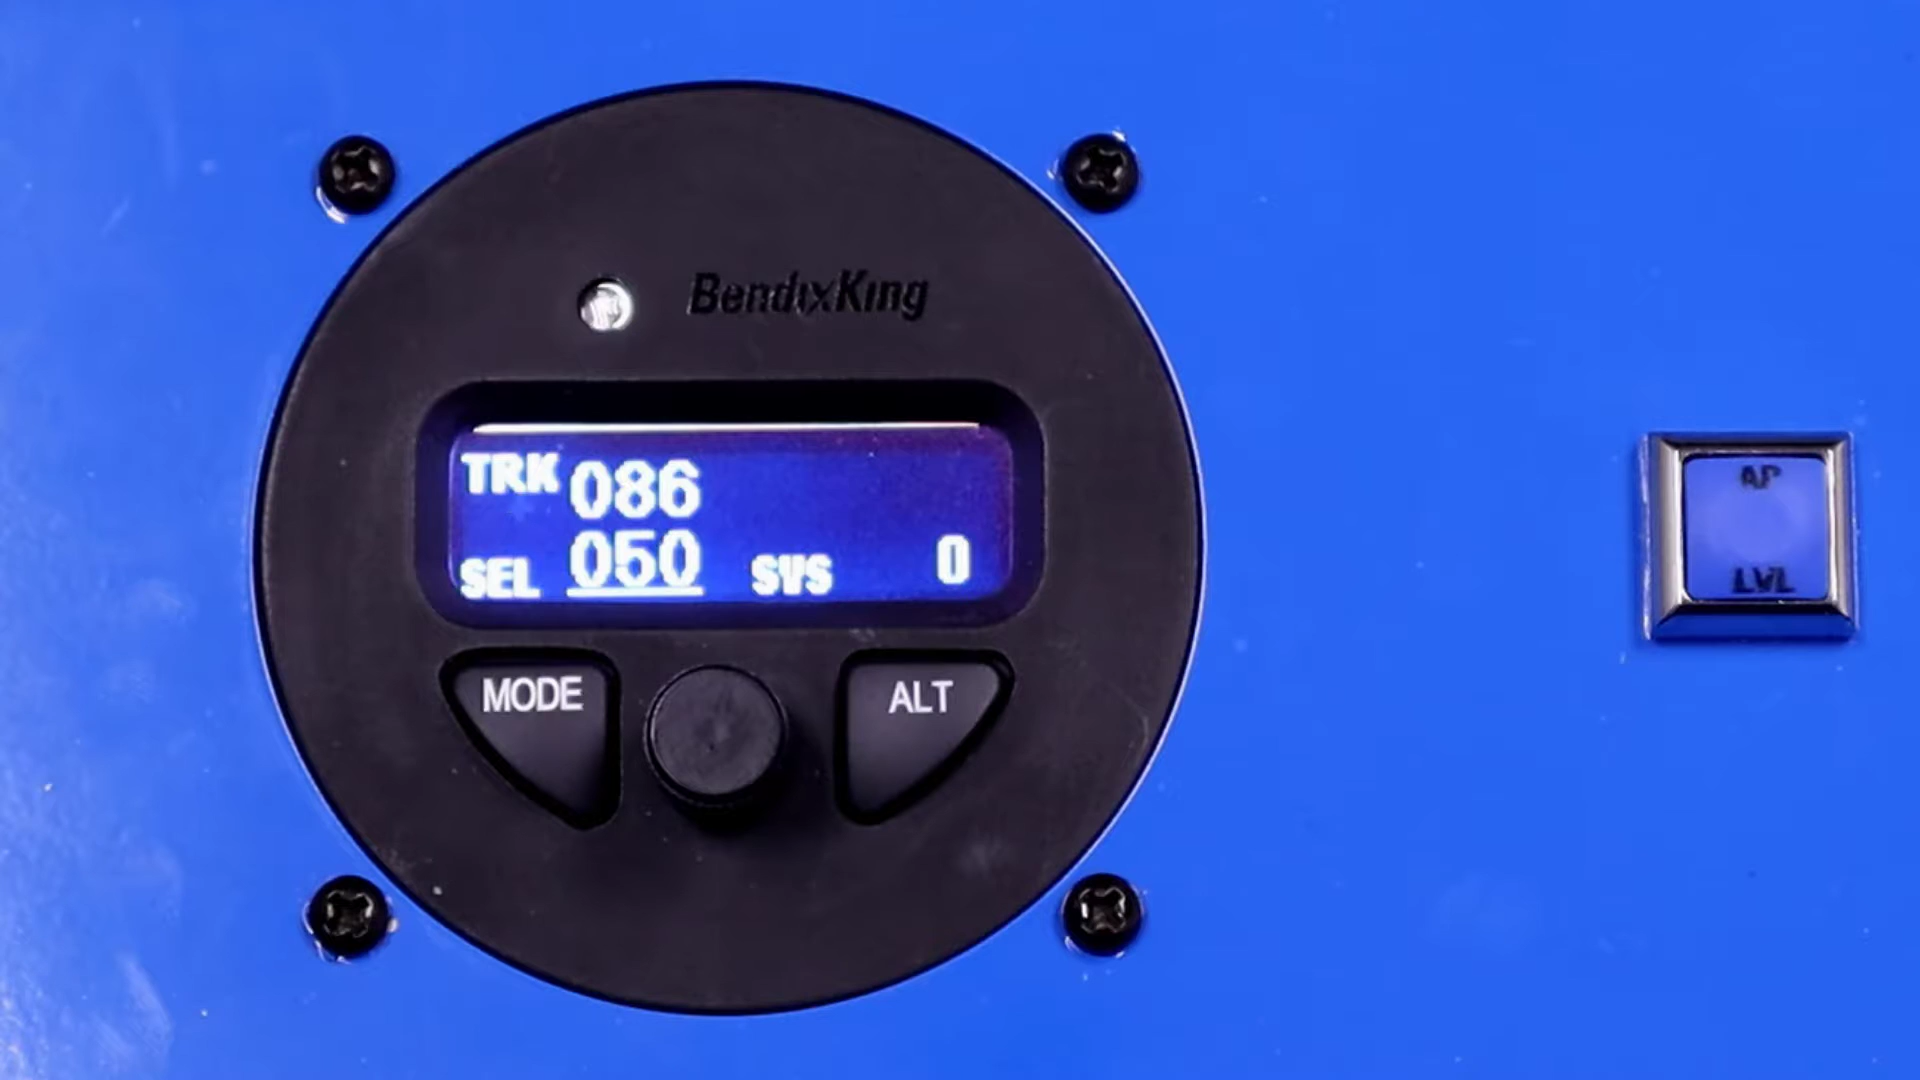 BendixKing
TRK 086
SEL 050 SVS 0
MODE
ALT
AP
LVL